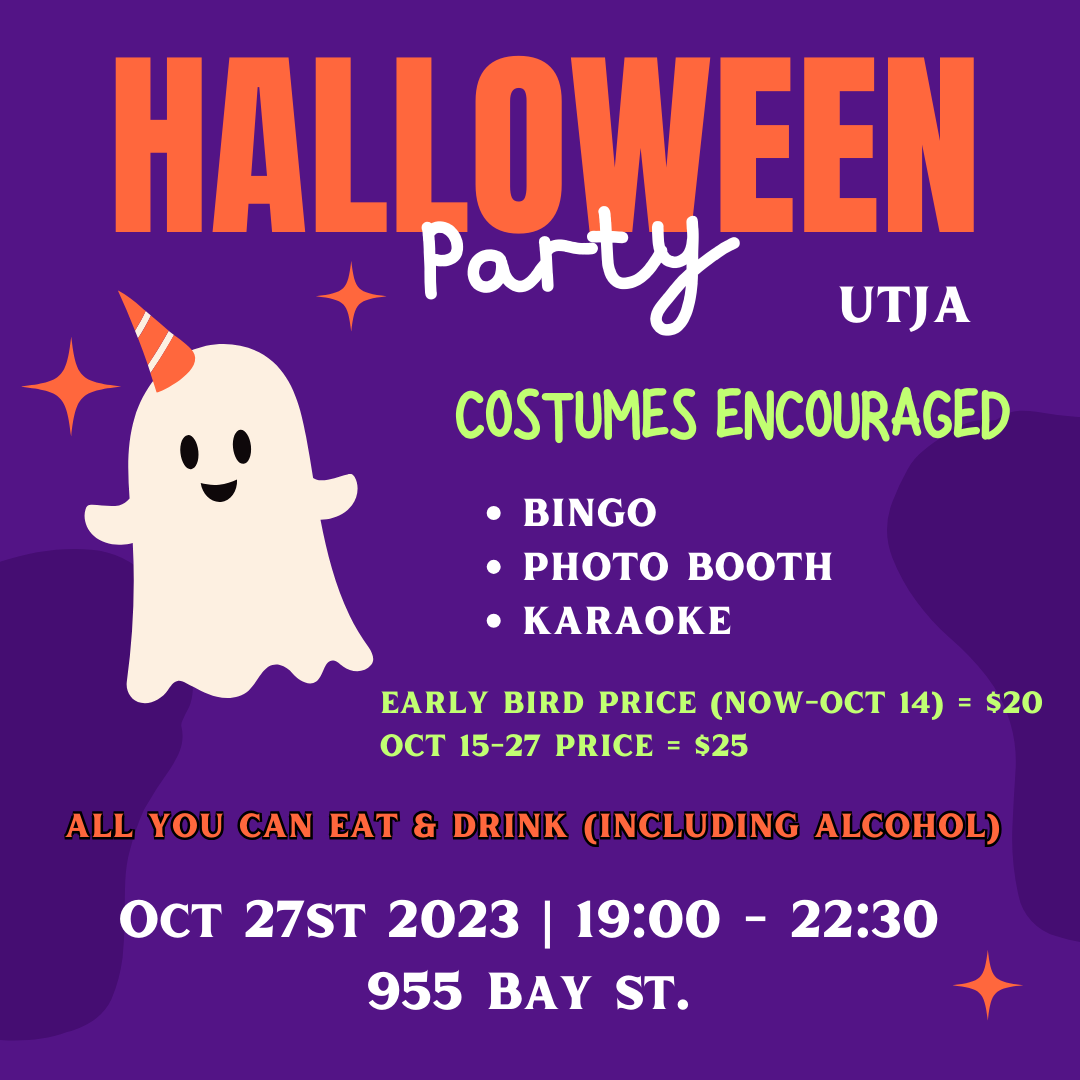 HALLOWEEN
Party
UTJA
COSTUMES ENCOURAGED
• BINGO
• PHOTO BOOTH
• KARAOKE
EARLY BIRD PRICE (NOW-OCT 14) = $20
OCT 15-27 PRICE = $25
ALL YOU CAN EAT & DRINK (INCLUDING ALCOHOL)
OCT 27ST 2023 | 19:00 - 22:30
955 BAY ST.